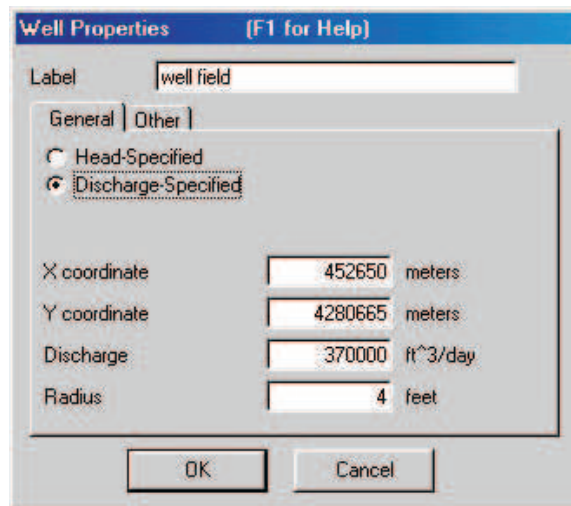 Well Properties (F1 for Help)
Label well field
General Other
Head-Specified
Discharge-Specified
X coordinate 452650 meters
Y coordinate 4280665 meters
Discharge 370000 ft^3/day
Radius 4 feet
OK Cancel